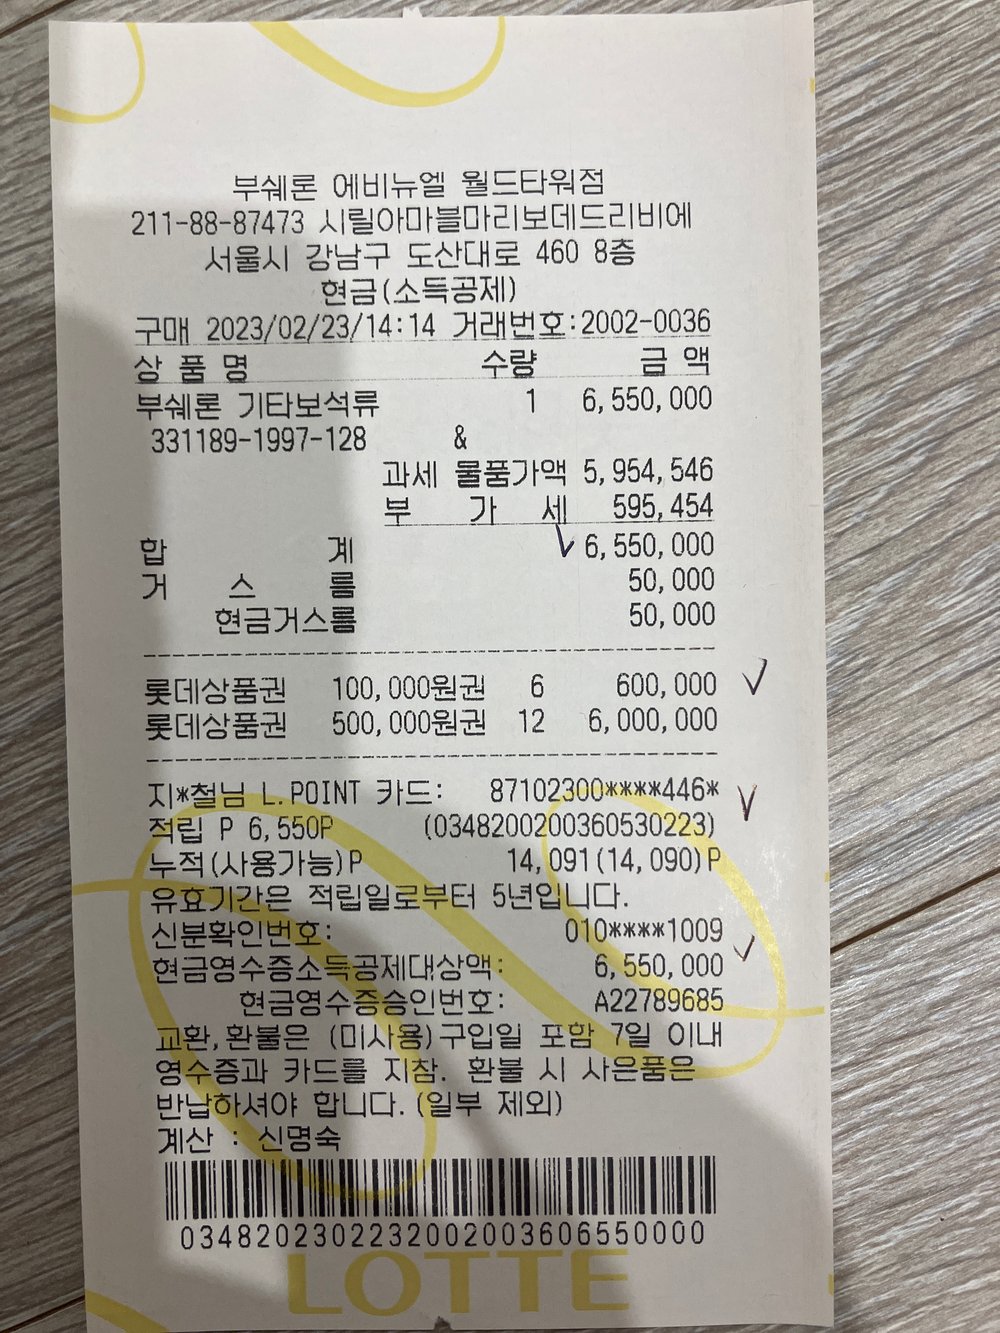 부쉐론 에비뉴엘 월드타워점
211-88-87473 시릴아마블마리보데드리비에
서울시 강남구 도산대로 460 8층
현금(소득공제)
구매 2023/02/23/14:14 거래번호:2002-0036
상 품 명 수량 금 액
부쉐론 기타보석류 1 6,550,000
331189-1997-128 &
과세 물품가액 5,954,546
부 가 세 595,454
합 계 6,550,000
거 스 름 50,000
현금거스름 50,000
롯데상품권 100,000원권 6 600,000
롯데상품권 500,000원권 12 6,000,000
지*철님 L.POINT 카드: 87102300****446*
적립 P 6,550P (0348200200360530223)
누적(사용가능)P 14,091(14,090)P
유효기간은 적립일로부터 5년입니다.
신분확인번호: 010****1009
현금영수증소득공제대상액: 6,550,000
현금영수증승인번호: A22789685
교환,환불은 (미사용)구입일 포함 7일 이내
영수증과 카드를 지참. 환불 시 사은품은
반납하셔야 합니다.(일부 제외)
계산 : 신명숙
0348202302232002003606550000
LOTTE